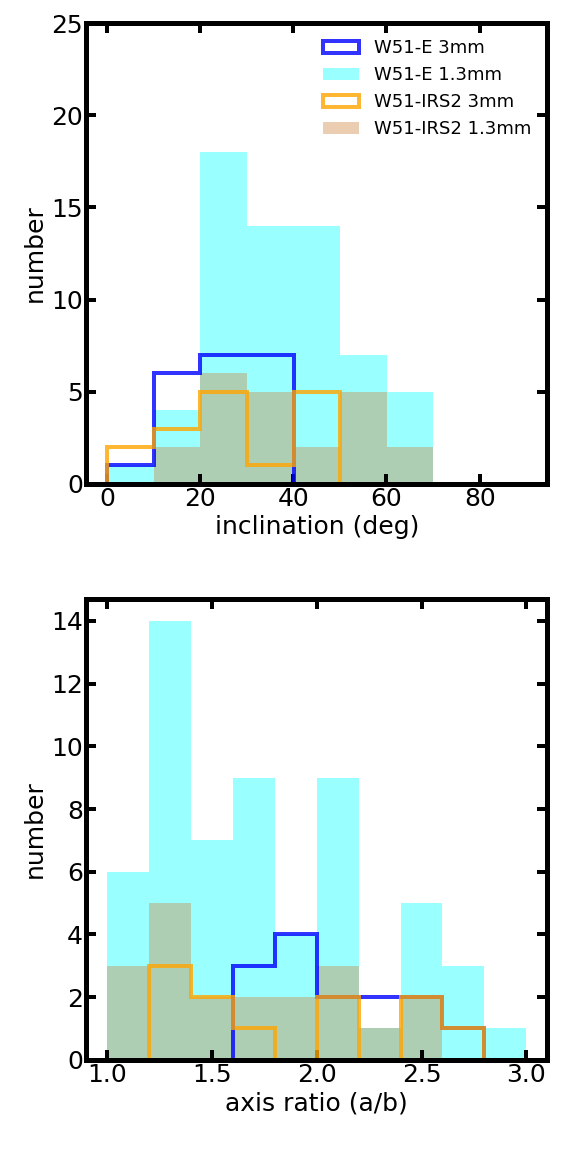 25
20
15
10
5
0
number
W51-E 3mm
W51-E 1.3mm
W51-IRS2 3mm
W51-IRS2 1.3mm
0 20 40 60 80
inclination (deg)
14
12
10
8
6
4
2
0
number
1.0 1.5 2.0 2.5 3.0
axis ratio (a/b)